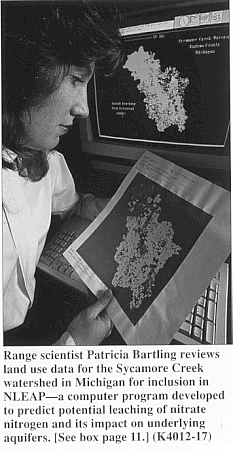 Sycamore Creek Waters
Ingham County
Michigan
Range scientist Patricia Bartling reviews
land use data for the Sycamore Creek
watershed in Michigan for inclusion in
NLEAP—a computer program developed
to predict potential leaching of nitrate
nitrogen and its impact on underlying
aquifers. [See box page 11.] (K4012-17)